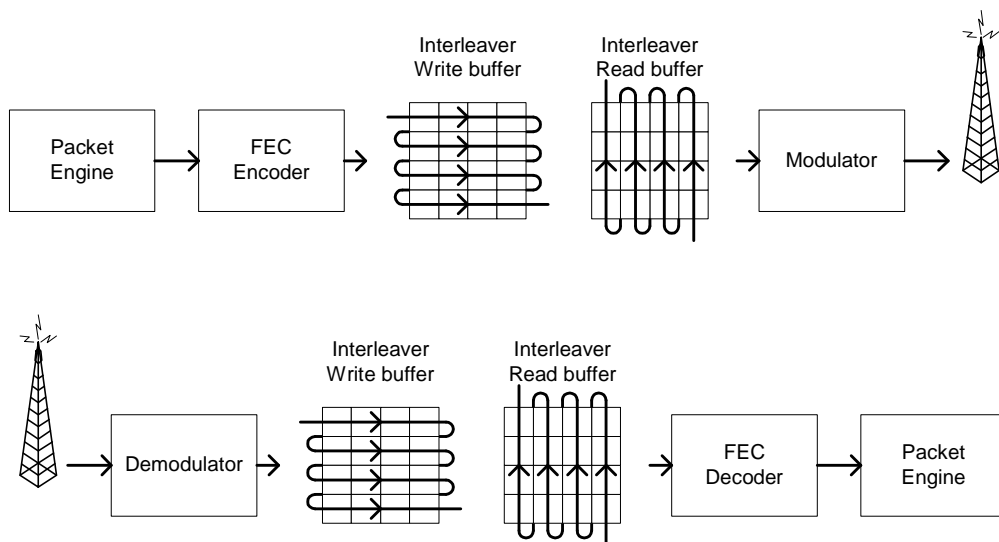 Interleaver
Write buffer
Interleaver
Read buffer
Packet
Engine
FEC
Encoder
Modulator
Interleaver
Write buffer
Interleaver
Read buffer
Demodulator
FEC
Decoder
Packet
Engine